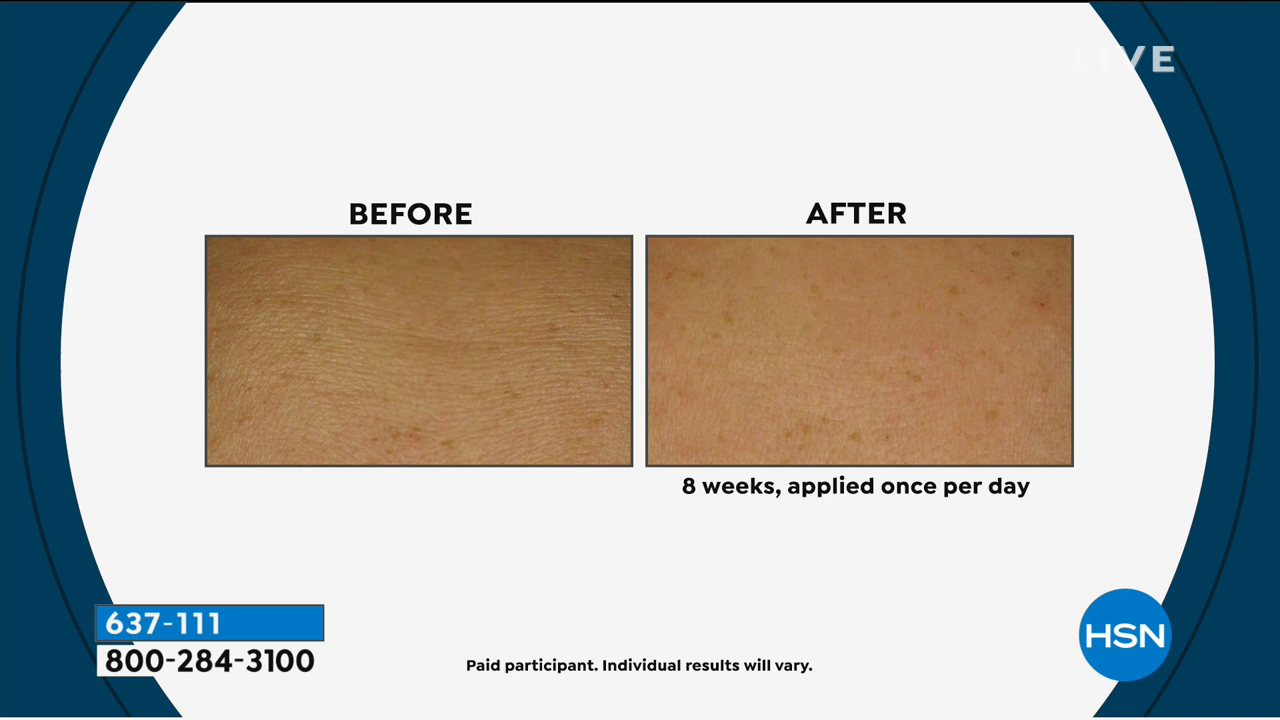 LIVE
BEFORE
AFTER
8 weeks, applied once per day
637-111
800-284-3100
Paid participant. Individual results will vary.
HSN